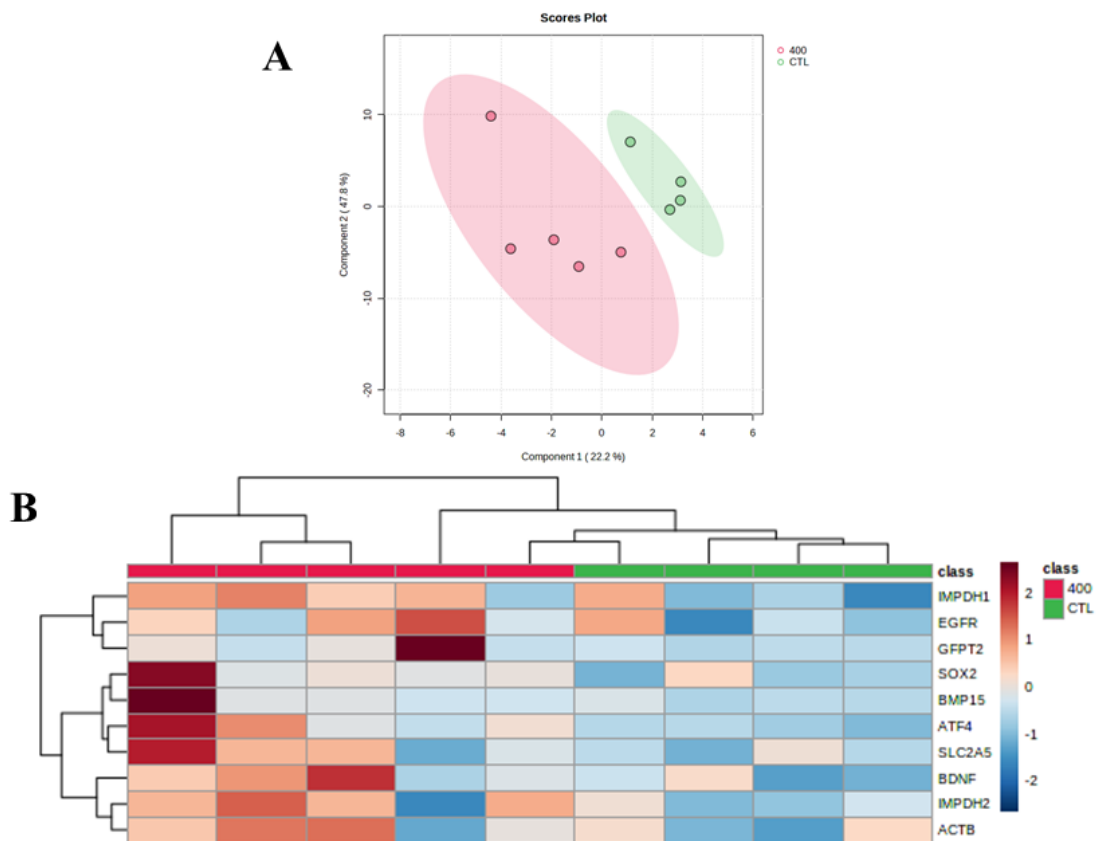 Scores Plot
A
400
CTL
Component 2 ( 47.8 %)
10
0
-10
-20
-8 -6 -4 -2 0 2 4 6
Component 1 ( 22.2 %)
B
class
IMPDH1
EGFR
GFPT2
SOX2
BMP15
ATF4
SLC2A5
BDNF
IMPDH2
ACTB
2
1
0
-1
-2
class
400
CTL